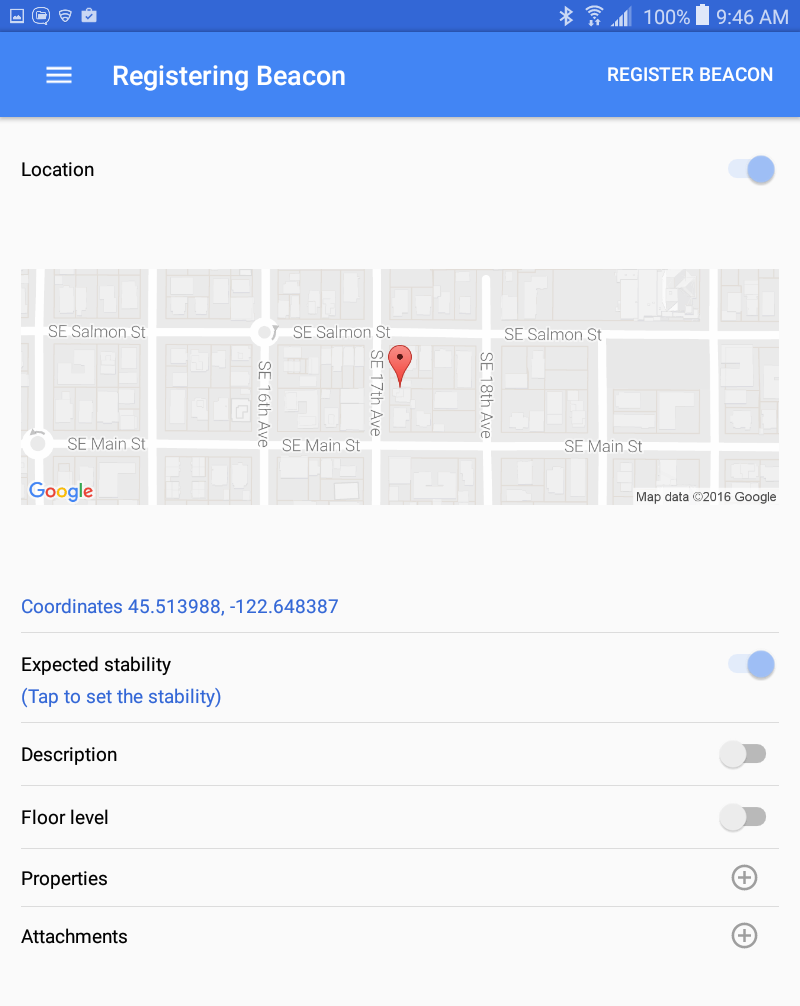 100% 9:46 AM
Registering Beacon REGISTER BEACON
Location
SE Salmon St SE Salmon St SE Salmon St
SE 16th Ave
SE 17th Ave
SE 18th Ave
SE Main St SE Main St SE Main St
Google Map data ©2016 Google
Coordinates 45.513988, -122.648387
Expected stability
(Tap to set the stability)
Description
Floor level
Properties
Attachments